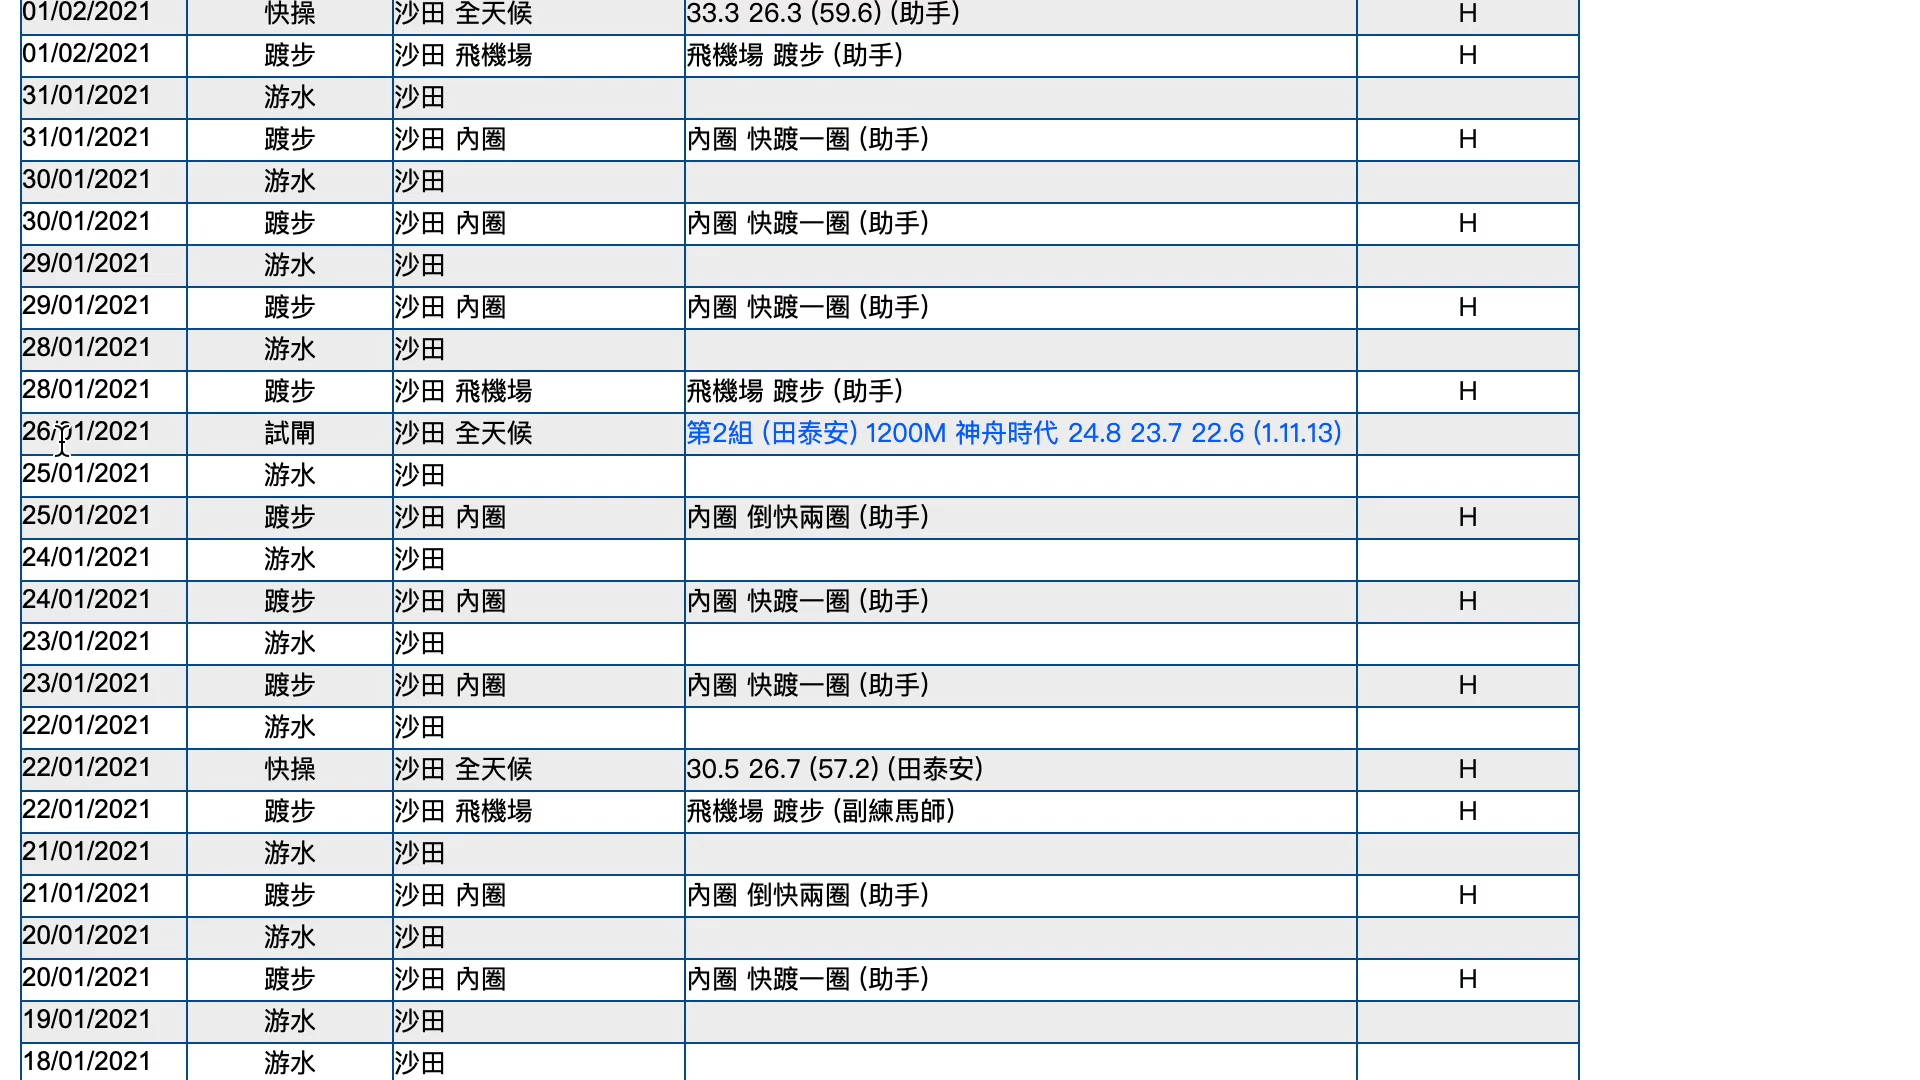 01/02/2021 快操 沙田 全天候 33.3 26.3 (59.6) (助手) H
01/02/2021 踱步 沙田 飛機場 飛機場 踱步 (助手) H
31/01/2021 游水 沙田
31/01/2021 踱步 沙田 內圈 內圈 快踱一圈 (助手) H
30/01/2021 游水 沙田
30/01/2021 踱步 沙田 內圈 內圈 快踱一圈 (助手) H
29/01/2021 游水 沙田
29/01/2021 踱步 沙田 內圈 內圈 快踱一圈 (助手) H
28/01/2021 游水 沙田
28/01/2021 踱步 沙田 飛機場 飛機場 踱步 (助手) H
26/01/2021 試閘 沙田 全天候 第2組 (田泰安) 1200M 神舟時代 24.8 23.7 22.6 (1.11.13)
25/01/2021 游水 沙田
25/01/2021 踱步 沙田 內圈 內圈 倒快兩圈 (助手) H
24/01/2021 游水 沙田
24/01/2021 踱步 沙田 內圈 內圈 快踱一圈 (助手) H
23/01/2021 游水 沙田
23/01/2021 踱步 沙田 內圈 內圈 快踱一圈 (助手) H
22/01/2021 游水 沙田
22/01/2021 快操 沙田 全天候 30.5 26.7 (57.2) (田泰安) H
22/01/2021 踱步 沙田 飛機場 飛機場 踱步 (副練馬師) H
21/01/2021 游水 沙田
21/01/2021 踱步 沙田 內圈 內圈 倒快兩圈 (助手) H
20/01/2021 游水 沙田
20/01/2021 踱步 沙田 內圈 內圈 快踱一圈 (助手) H
19/01/2021 游水 沙田
18/01/2021 游水 沙田